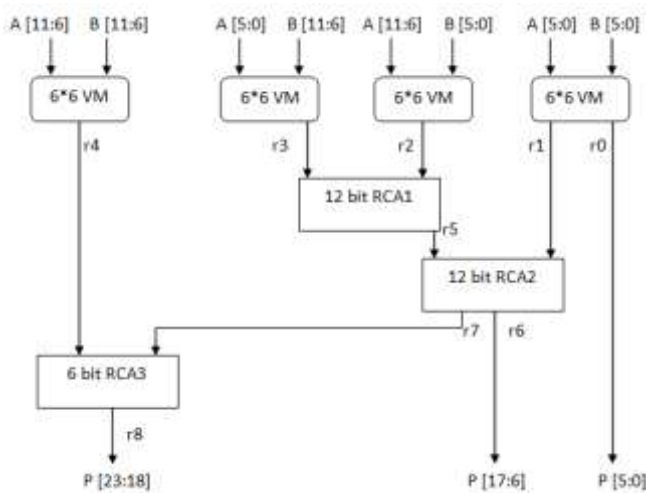 A [11:6] B [11:6] A [5:0] B [11:6] A [11:6] B [5:0] A [5:0] B [5:0]
6*6 VM 6*6 VM 6*6 VM 6*6 VM
r4 r3 r2 r1 r0
12 bit RCA1
r5
12 bit RCA2
r7 r6
6 bit RCA3
r8
P [23:18] P [17:6] P [5:0]